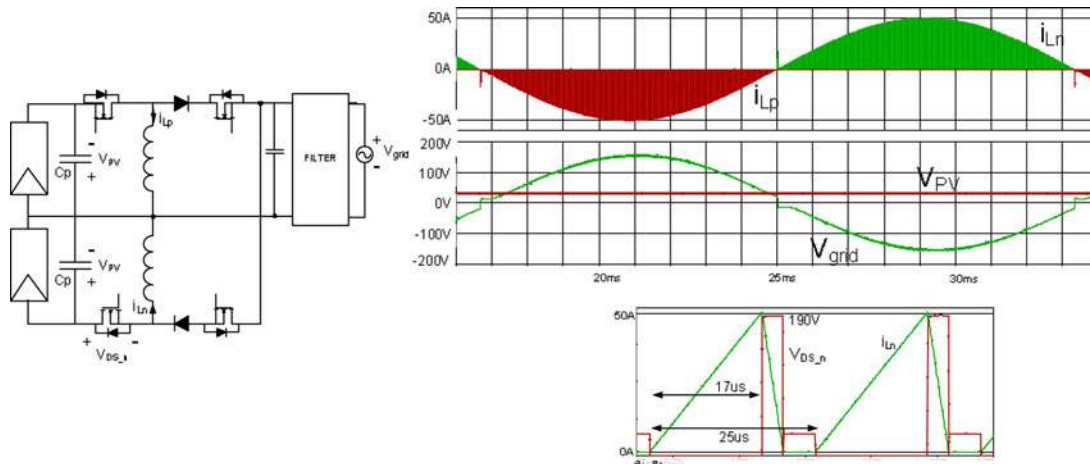 Cp
V_PV
i_Lp
FILTER
V_grid
Cp
V_PV
i_Ln
V_DS_n
50A
0A
-50A
i_Ln
i_Lp
200V
100V
0V
-100V
-200V
V_PV
V_grid
20ms
25ms
30ms
50A
0A
190V
V_DS_n
i_Ln
17us
25us